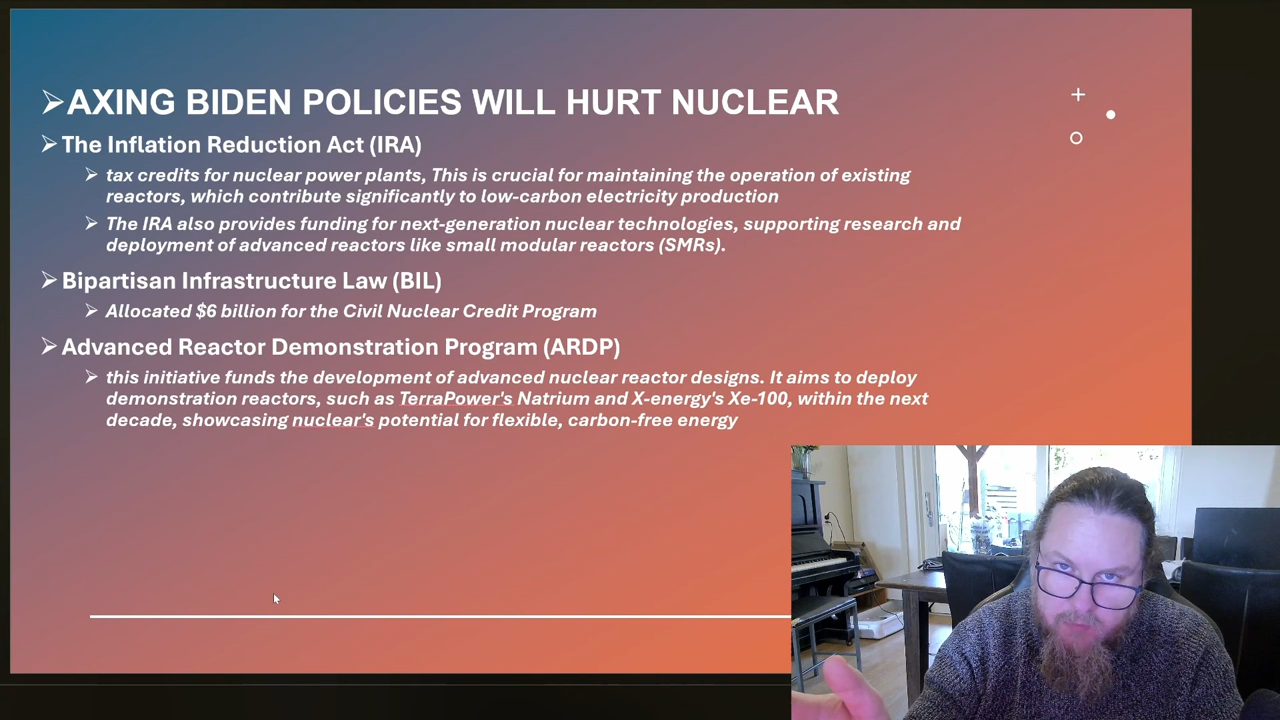 AXING BIDEN POLICIES WILL HURT NUCLEAR
The Inflation Reduction Act (IRA)
tax credits for nuclear power plants, This is crucial for maintaining the operation of existing
reactors, which contribute significantly to low-carbon electricity production
The IRA also provides funding for next-generation nuclear technologies, supporting research and
deployment of advanced reactors like small modular reactors (SMRs).
Bipartisan Infrastructure Law (BIL)
Allocated $6 billion for the Civil Nuclear Credit Program
Advanced Reactor Demonstration Program (ARDP)
this initiative funds the development of advanced nuclear reactor designs. It aims to deploy
demonstration reactors, such as TerraPower's Natrium and X-energy's Xe-100, within the next
decade, showcasing nuclear's potential for flexible, carbon-free energy